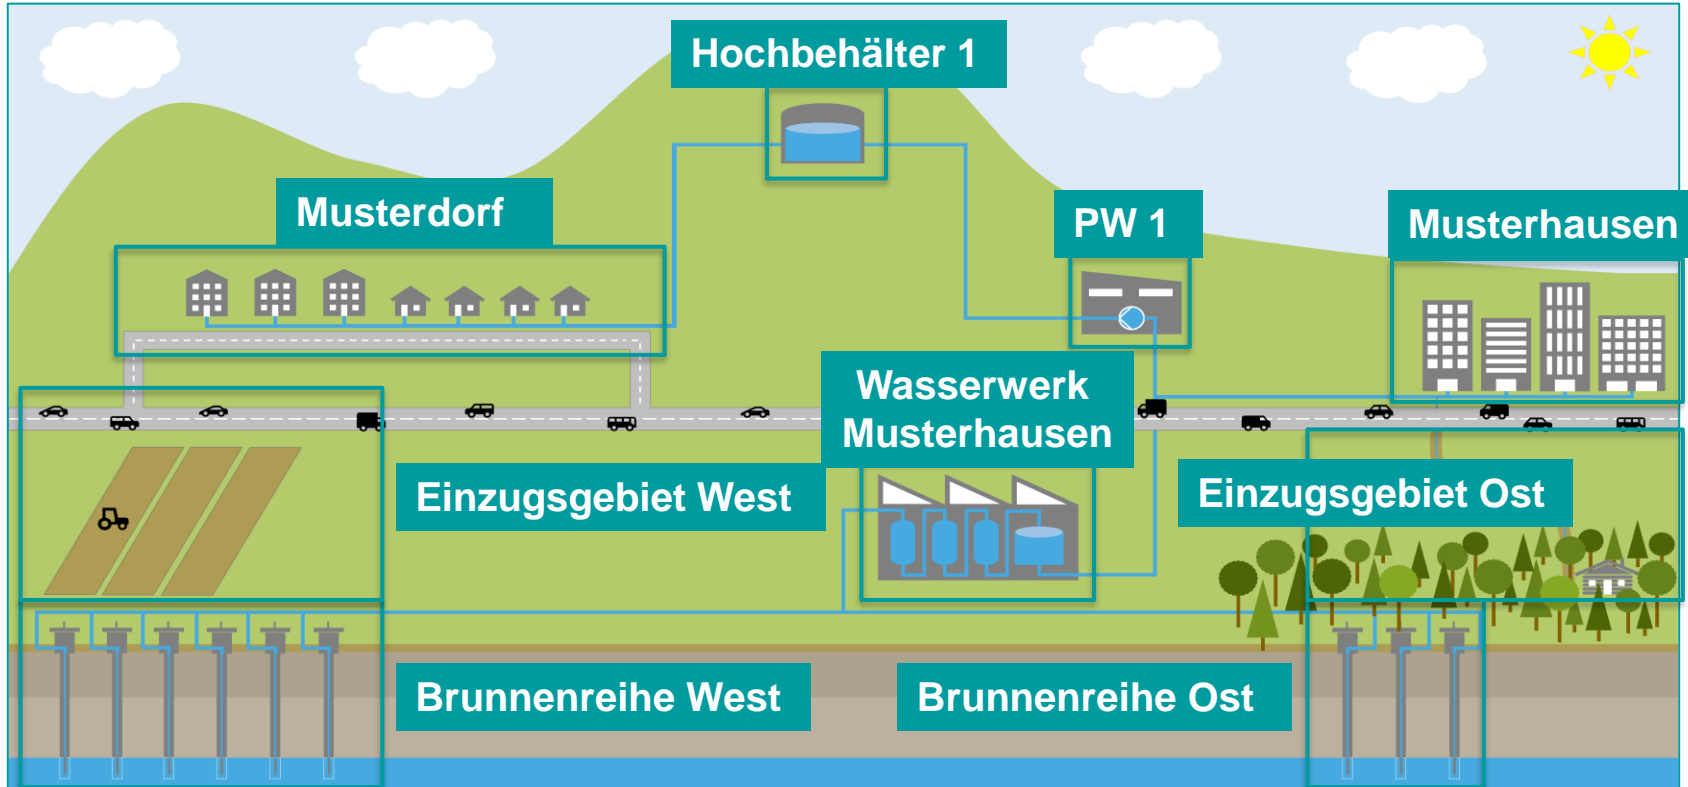 Hochbehälter 1
Musterdorf
PW 1
Musterhausen
Wasserwerk
Musterhausen
Einzugsgebiet West
Einzugsgebiet Ost
Brunnenreihe West
Brunnenreihe Ost